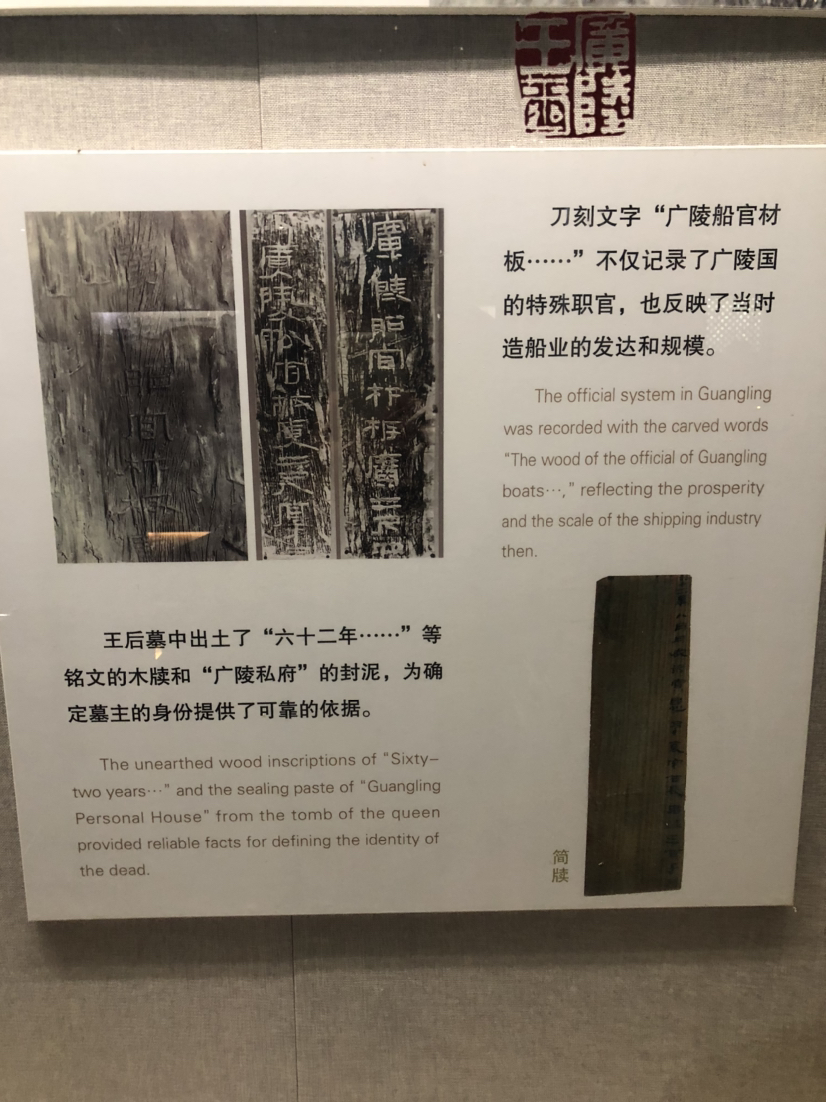 廣陵
王璽
刀刻文字“广陵船官材
板……”不仅记录了广陵国
的特殊职官，也反映了当时
造船业的发达和规模。
The official system in Guangling
was recorded with the carved words
“The wood of the official of Guangling
boats…,” reflecting the prosperity
and the scale of the shipping industry
then.
王后墓中出土了“六十二年……”等
铭文的木牍和“广陵私府”的封泥，为确
定墓主的身份提供了可靠的依据。
The unearthed wood inscriptions of “Sixty-
two years…” and the sealing paste of “Guangling
Personal House” from the tomb of the queen
provided reliable facts for defining the identity of
the dead.
简牍